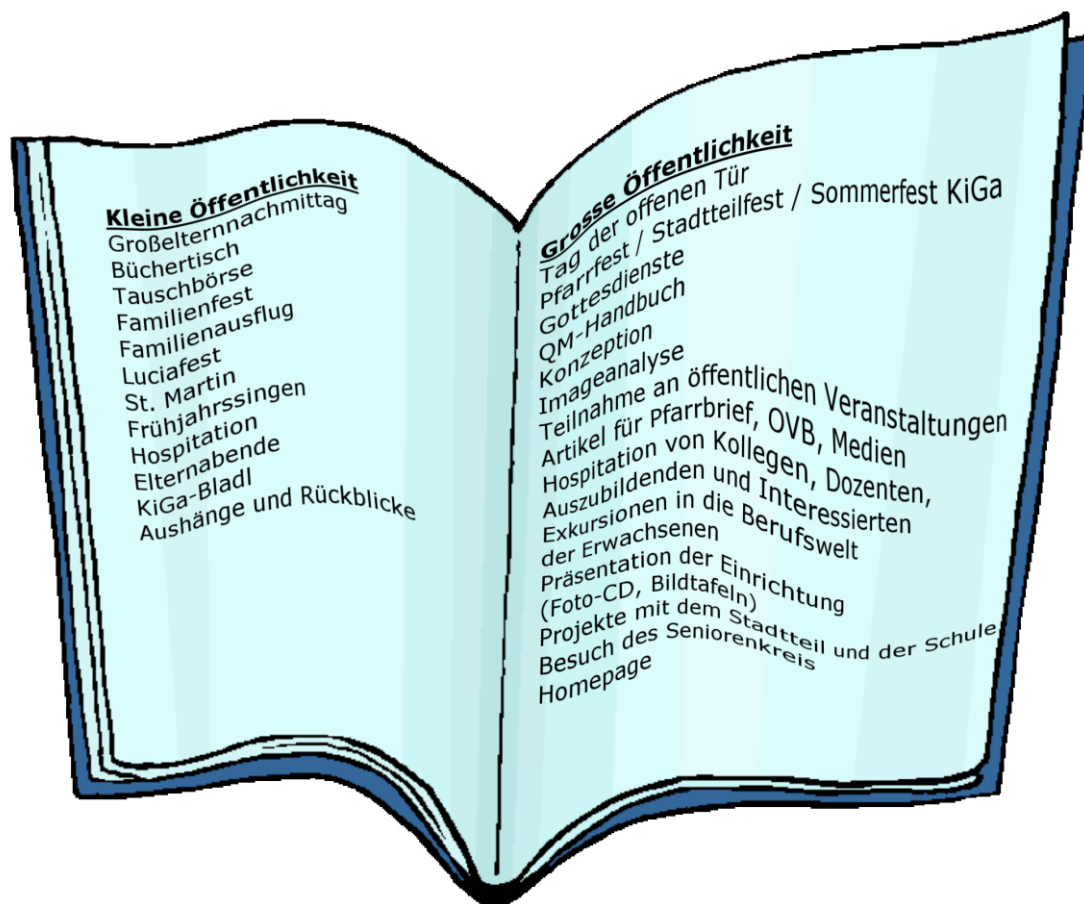 Kleine Öffentlichkeit
Großelternnachmittag
Büchertisch
Tauschbörse
Familienfest
Familienausflug
Luciafest
St. Martin
Frühjahrssingen
Hospitation
Elternabende
KiGa-Bladl
Aushänge und Rückblicke
Grosse Öffentlichkeit
Tag der offenen Tür
Pfarrfest / Stadtteilfest / Sommerfest KiGa
Gottesdienste
QM-Handbuch
Konzeption
Imageanalyse
Teilnahme an öffentlichen Veranstaltungen
Artikel für Pfarrbrief, OVB, Medien
Hospitation von Kollegen, Dozenten,
Auszubildenden und Interessierten
Exkursionen in die Berufswelt
der Erwachsenen
Präsentation der Einrichtung
(Foto-CD, Bildtafeln)
Projekte mit dem Stadtteil und der Schule
Besuch des Seniorenkreis
Homepage